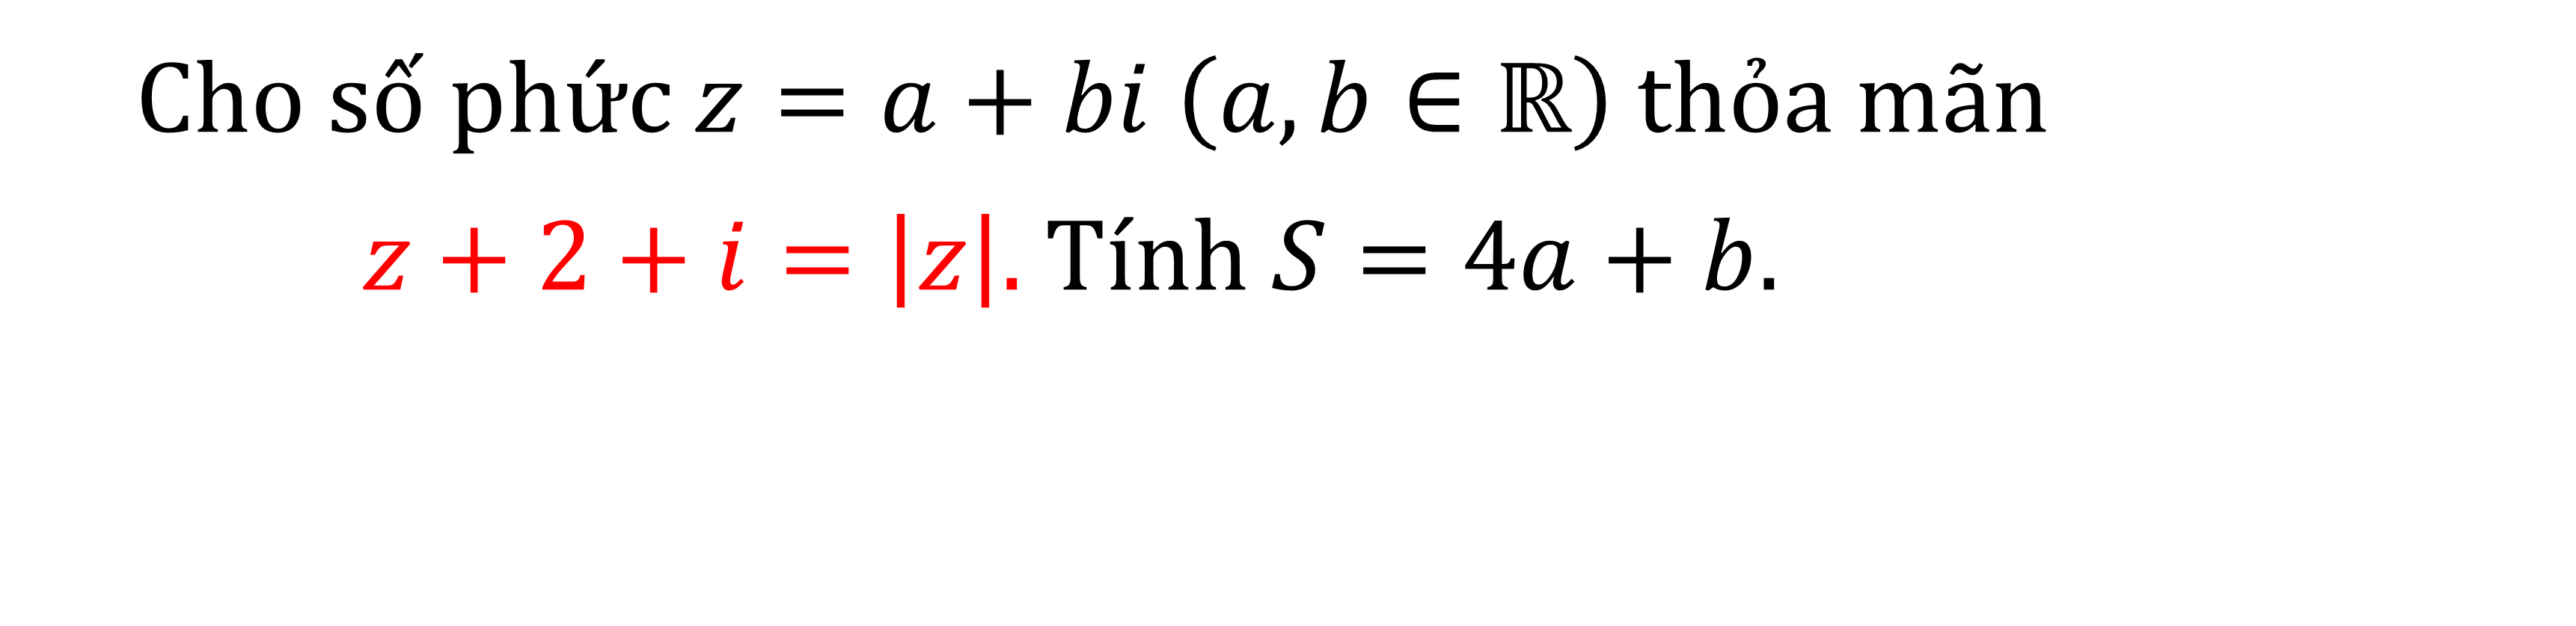 Cho số phức z = a + bi (a, b ∈ ℝ) thỏa mãn
z + 2 + i = |z|. Tính S = 4a + b.